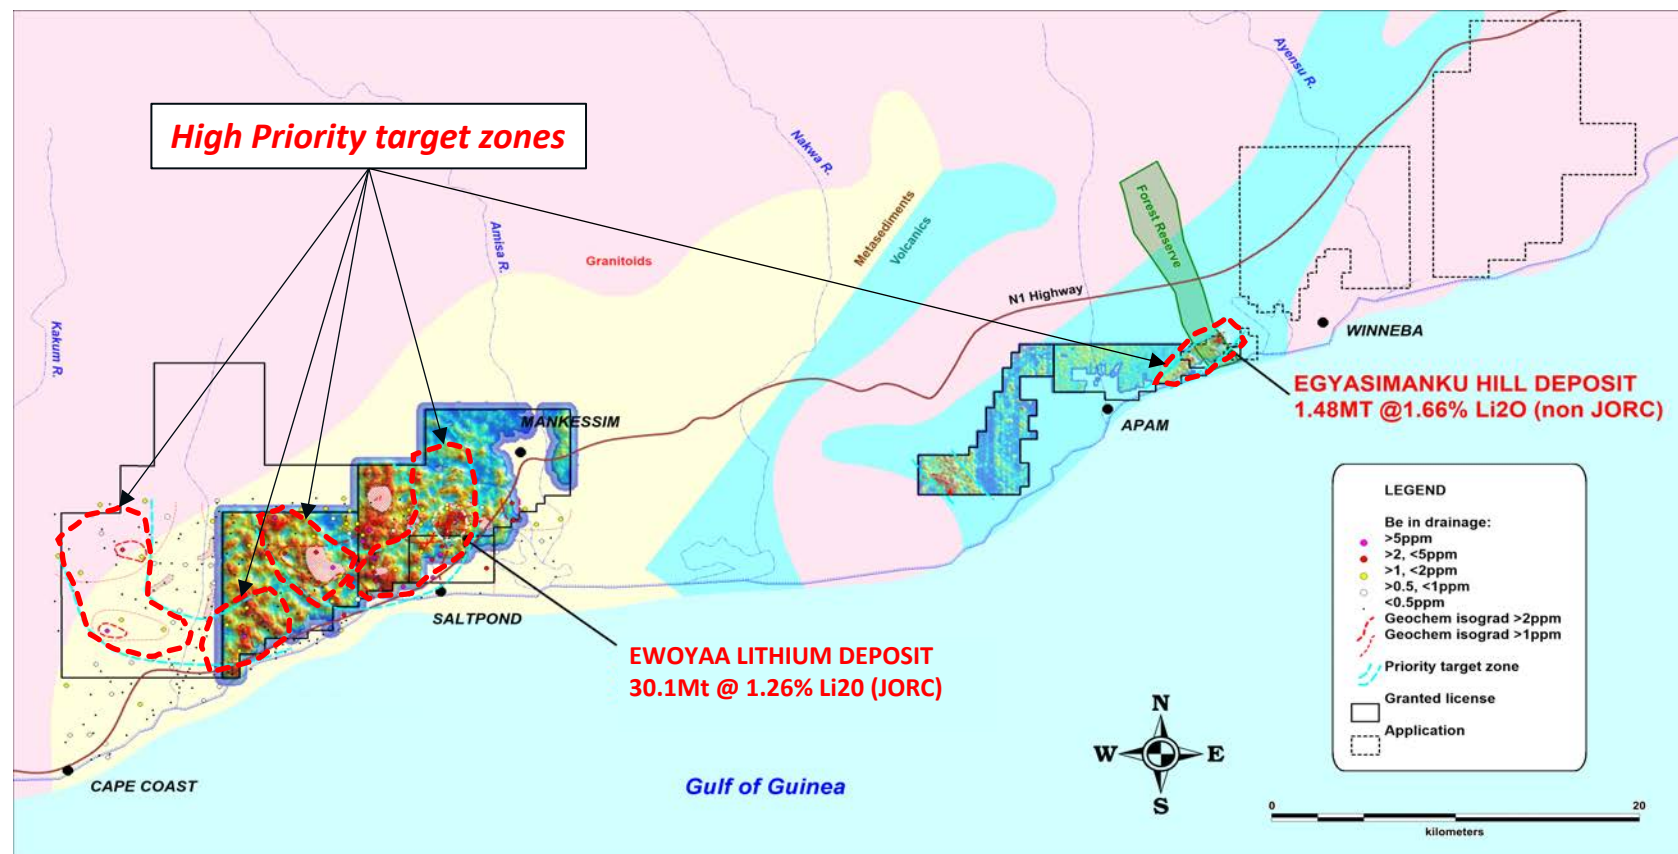 High Priority target zones
Ayensu R.
Nakwa R.
Amisa R.
Kakum R.
Forest Reserve
Metasediments
Volcanics
Granitoids
N1 Highway
WINNEBA
EGYASIMANKU HILL DEPOSIT
1.48MT @1.66% Li2O (non JORC)
APAM
MANKESSIM
SALTPOND
EWOYAA LITHIUM DEPOSIT
30.1Mt @ 1.26% Li20 (JORC)
CAPE COAST
Gulf of Guinea
N
W E
S
LEGEND
Be in drainage:
>5ppm
>2, <5ppm
>1, <2ppm
>0.5, <1ppm
<0.5ppm
Geochem isograd >2ppm
Geochem isograd >1ppm
Priority target zone
Granted license
Application
0 20
kilometers